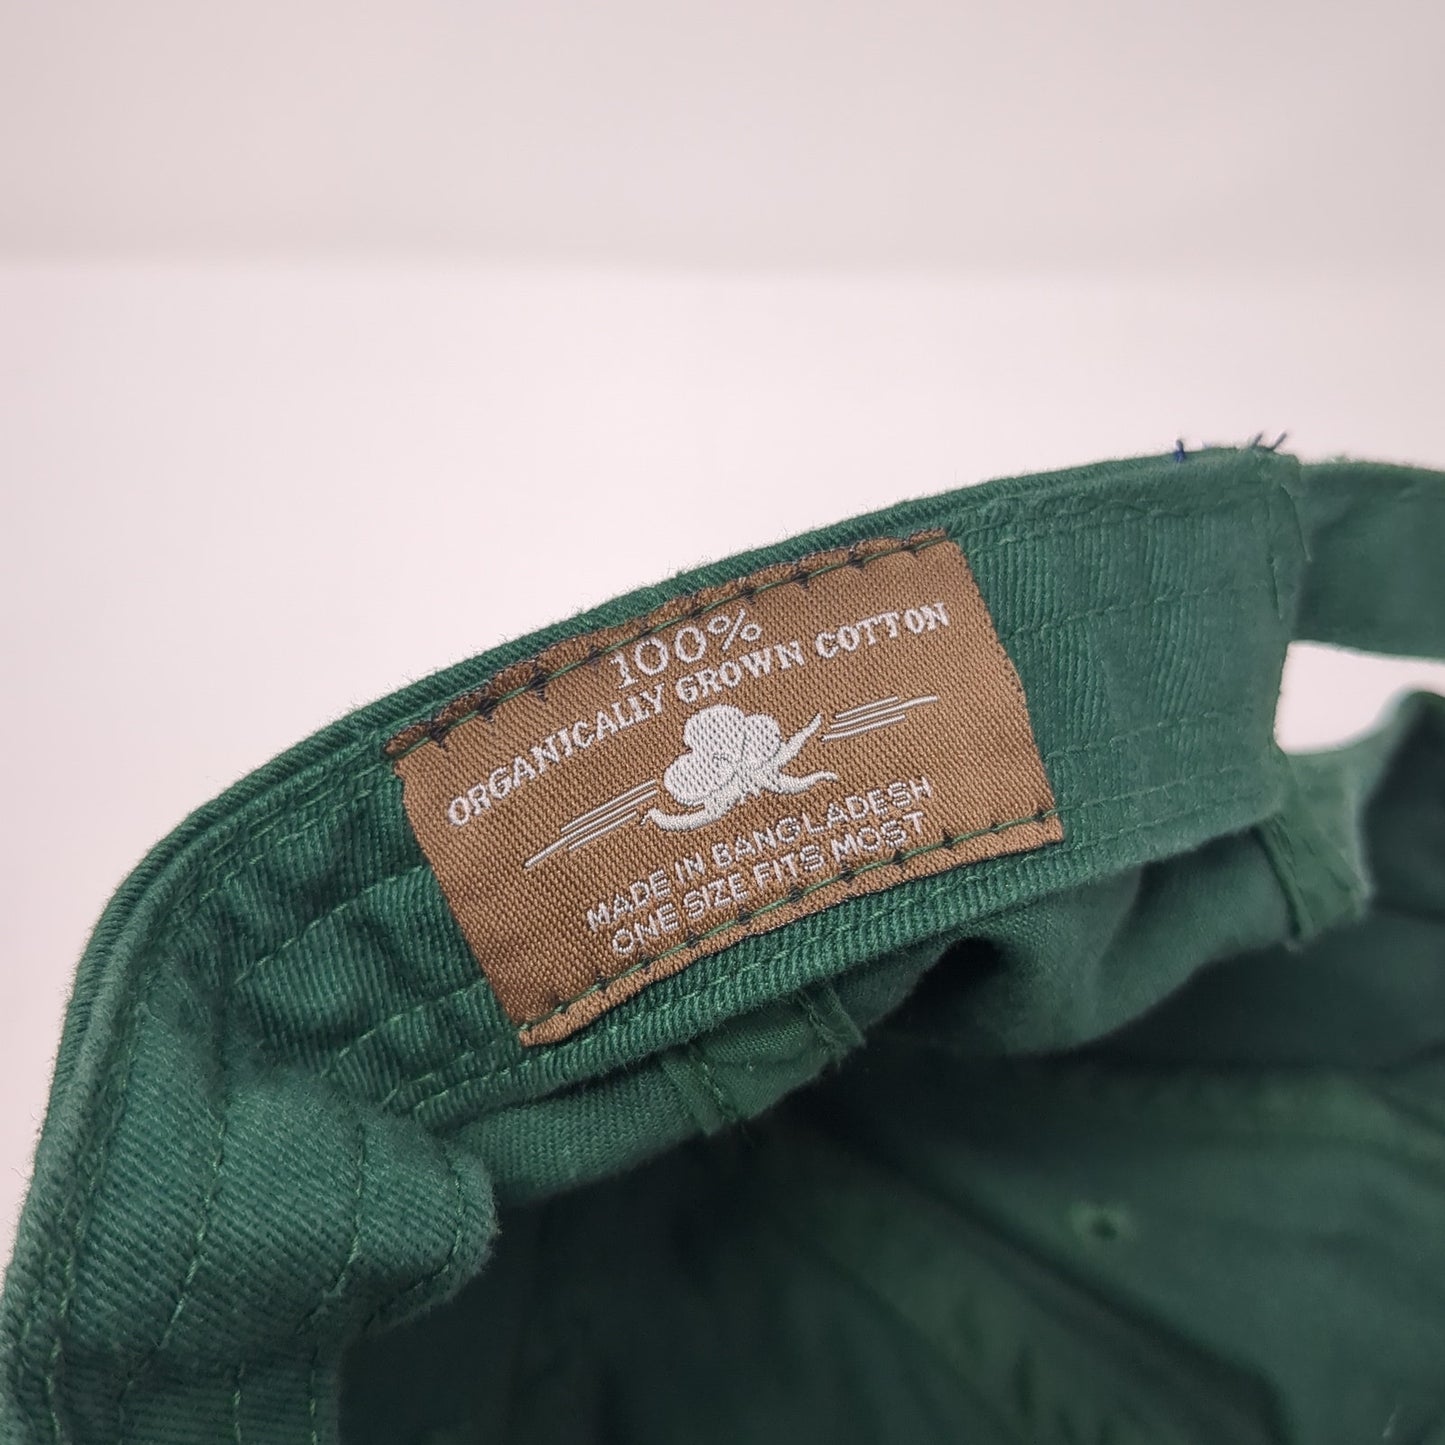 100%
ORGANICALLY GROWN COTTON
MADE IN BANGLADESH
ONE SIZE FITS MOST